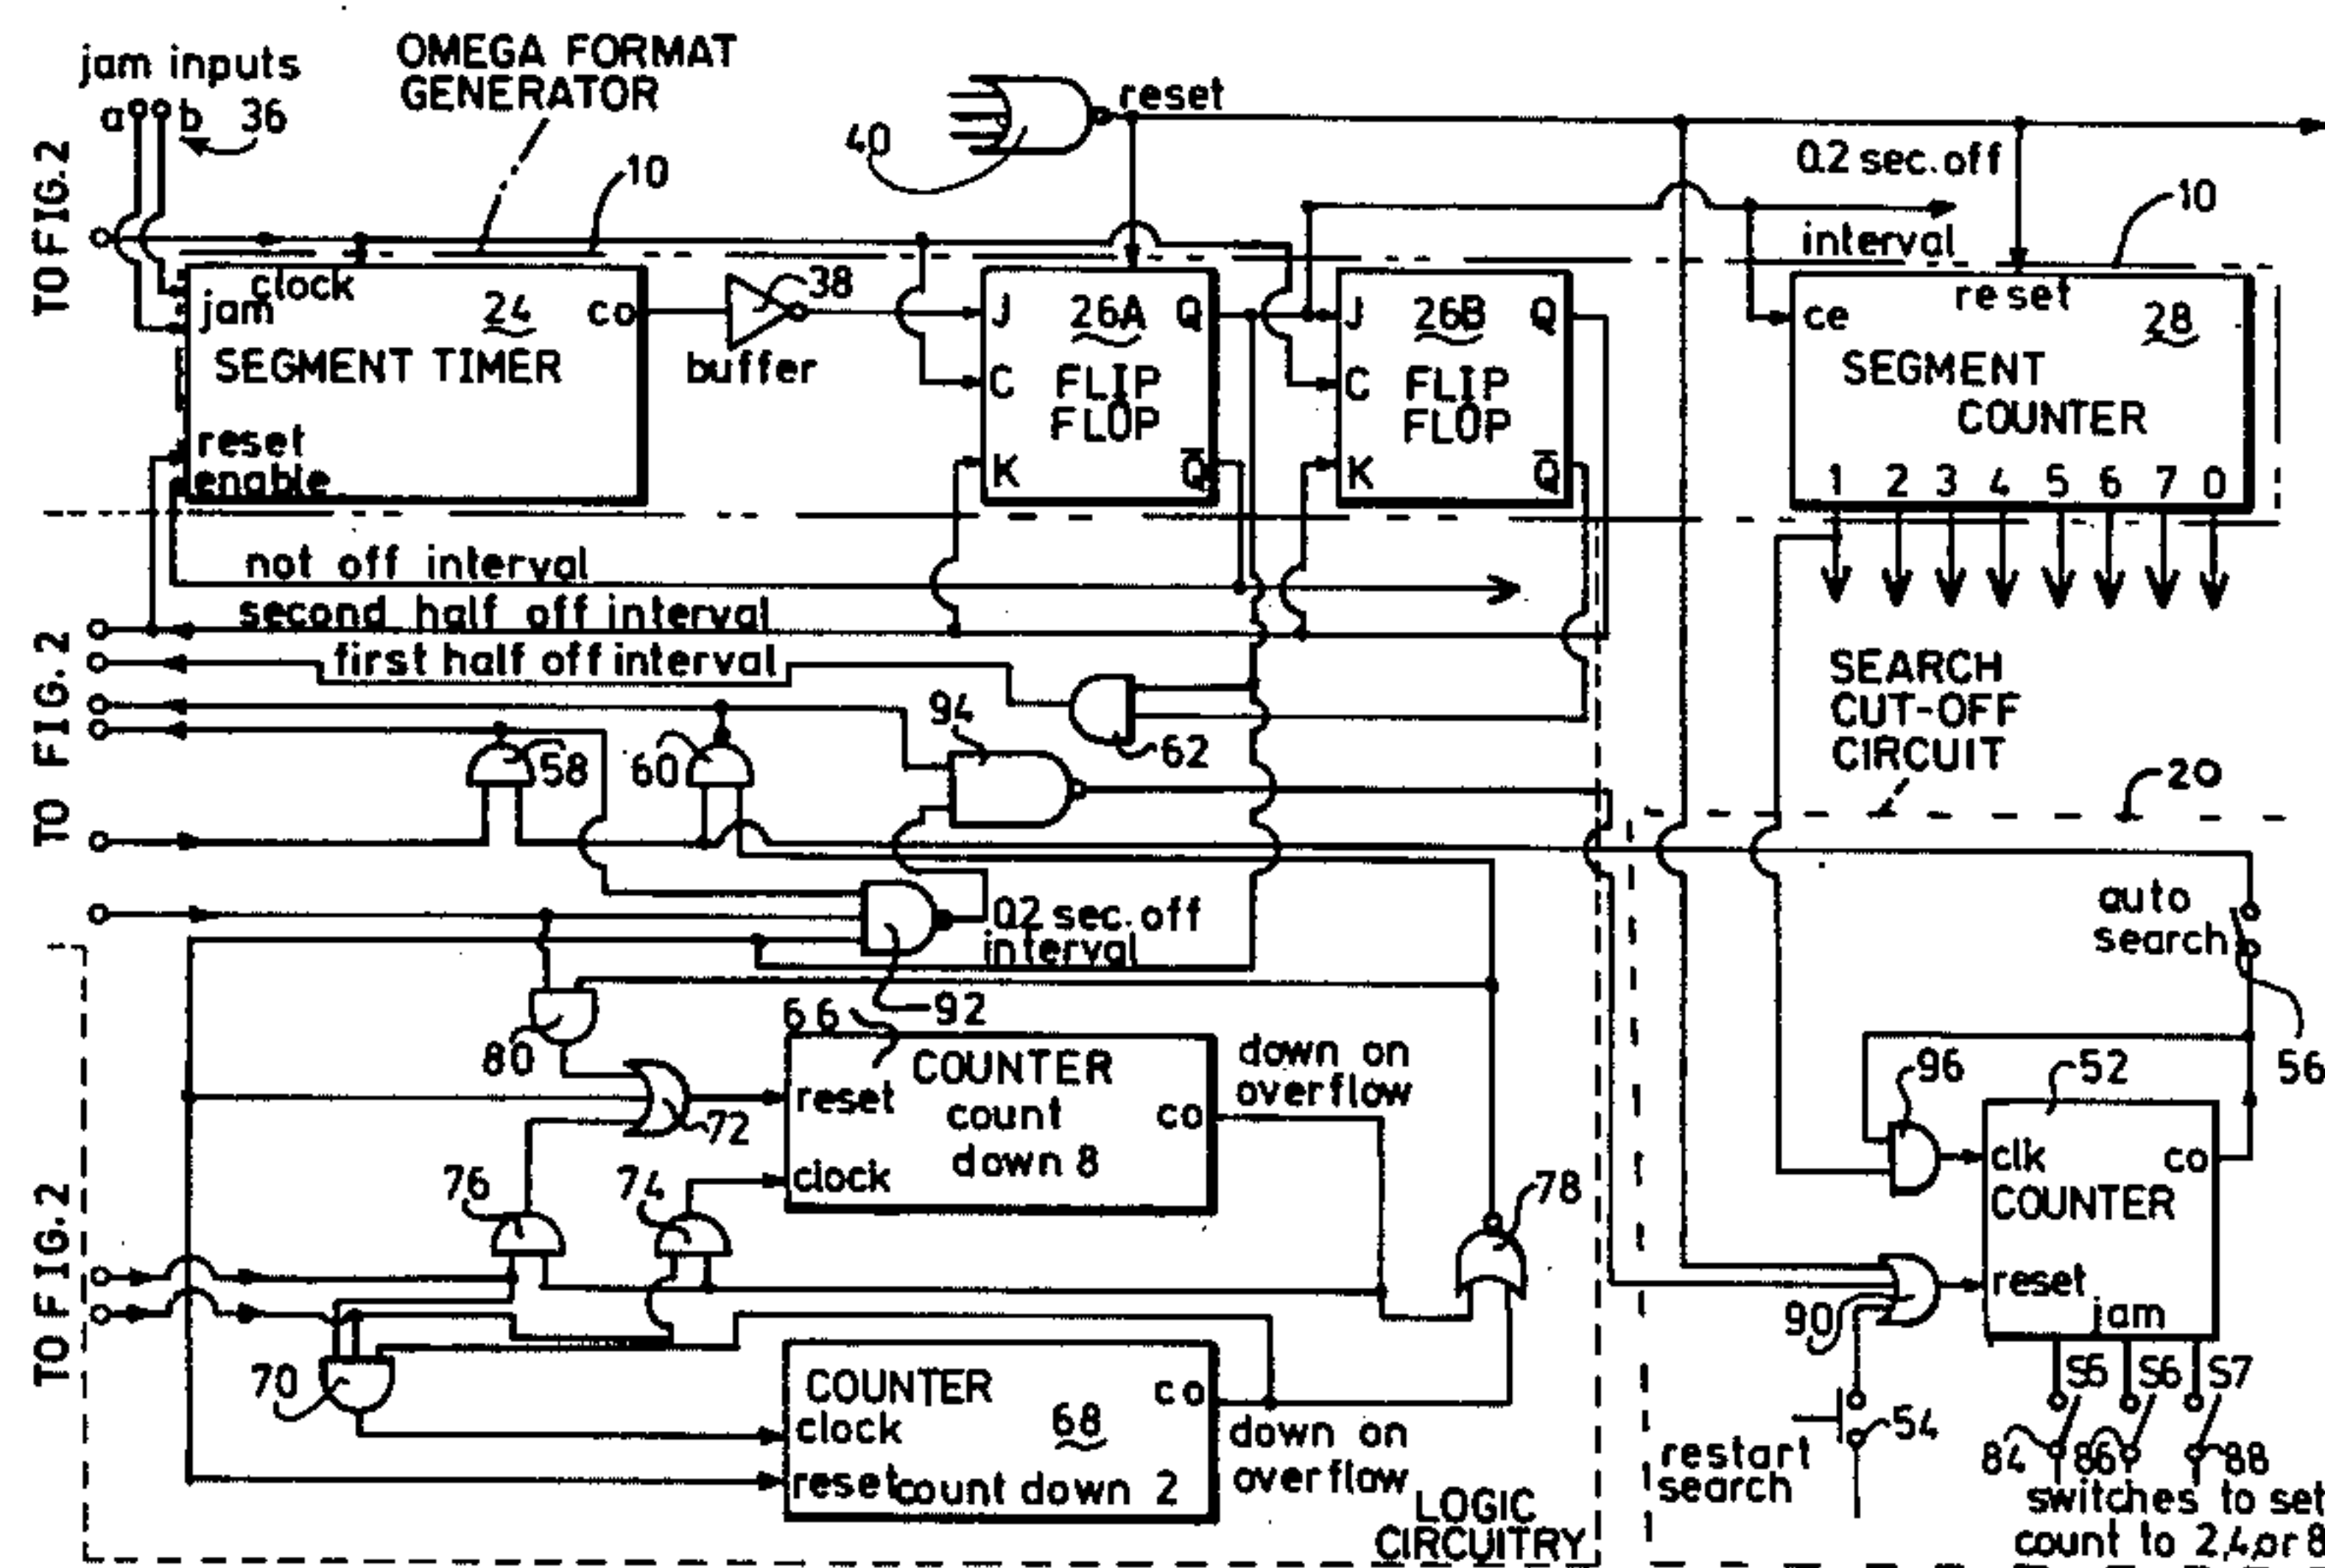 jam inputs
a b 36
OMEGA FORMAT
GENERATOR
10
40
reset
0.2 sec. off
interval
10
TO FIG. 2
clock
jam
24
co
SEGMENT TIMER
reset
enable
38
buffer
J
26A
Q
C
FLIP
FLOP
K
Q̅
J
26B
Q
C
FLIP
FLOP
K
Q̅
reset
ce
28
SEGMENT
COUNTER
1 2 3 4 5 6 7 0
not off interval
second half off interval
first half off interval
TO FIG. 2
58
60
94
62
SEARCH
CUT-OFF
CIRCUIT
20
0.2 sec. off
interval
92
auto
search
56
80
66
COUNTER
count
down 8
reset
clock
co
down on
overflow
72
76
74
78
96
52
clk
co
COUNTER
reset
jam
90
TO FIG. 2
70
COUNTER
clock
68
co
reset
count down 2
down on
overflow
LOGIC
CIRCUITRY
restart
search
54
S5 S6 S7
84 86 88
switches to set
count to 2,4,or 8